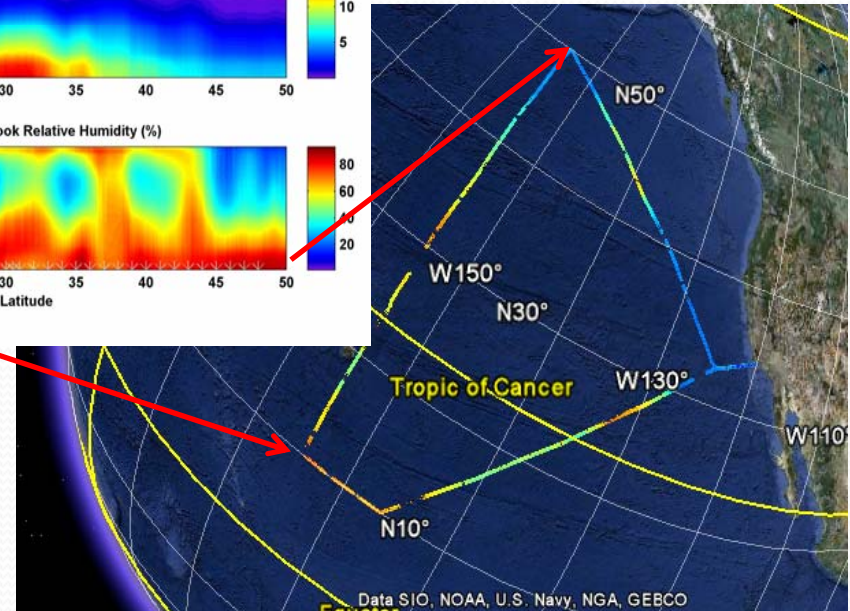 10
5
30 35 40 45 50
ook Relative Humidity (%)
80
60
40
20
30 35 40 45 50
Latitude
N50°
W150°
N30°
Tropic of Cancer
W130°
W110°
N10°
Data SIO, NOAA, U.S. Navy, NGA, GEBCO
Equator